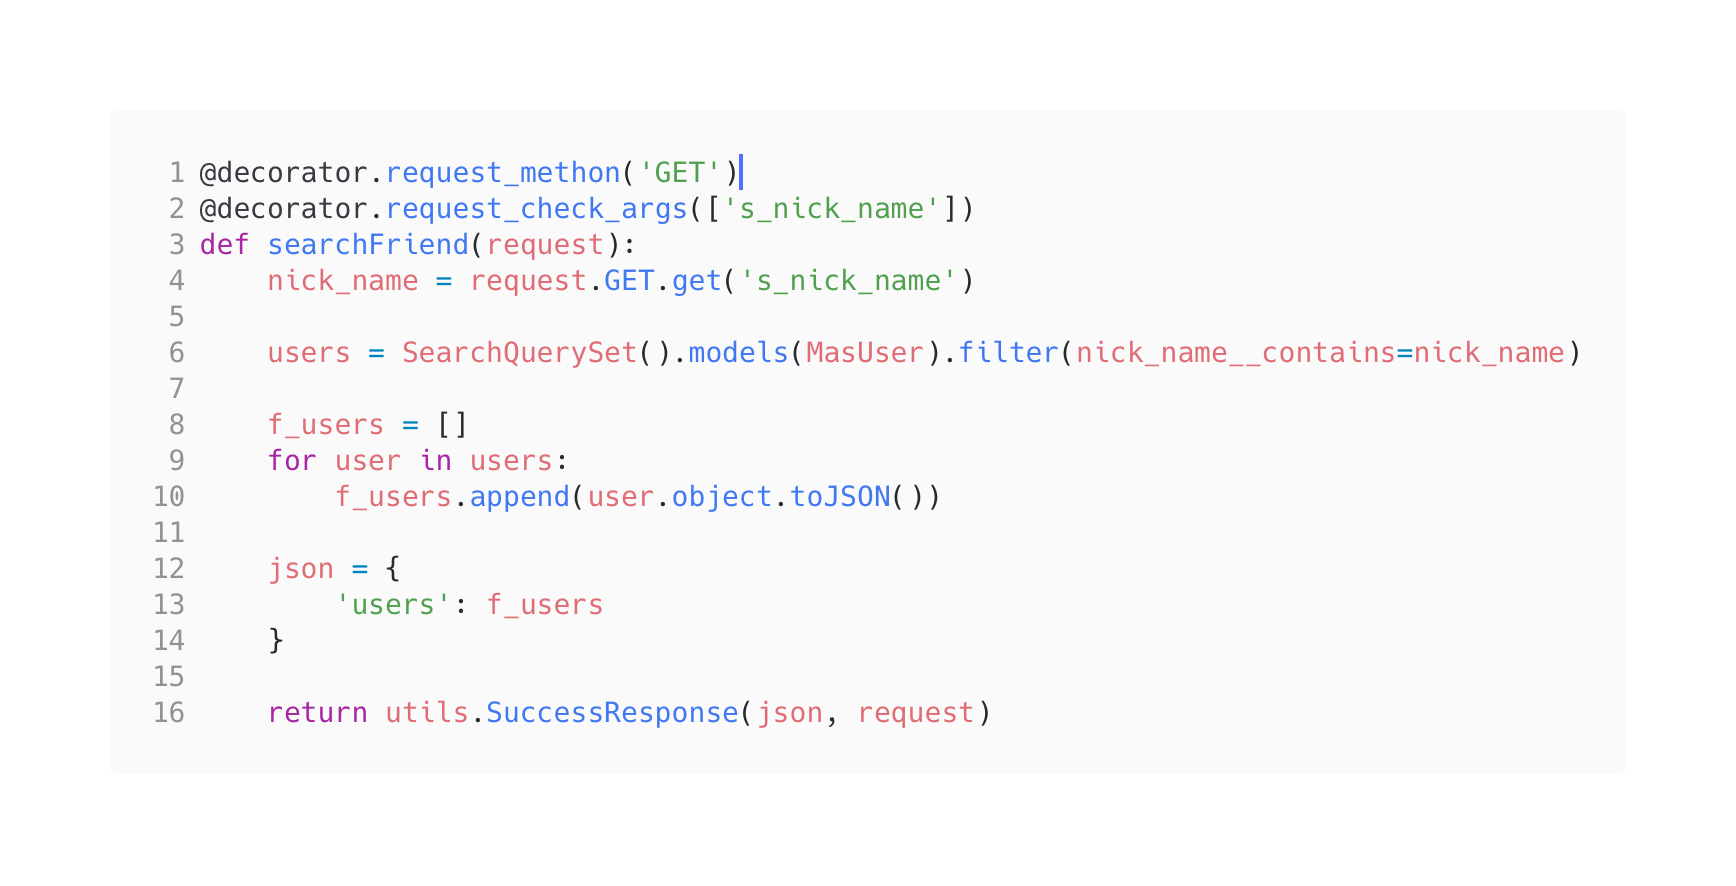 1 @decorator.request_methon('GET')
2 @decorator.request_check_args(['s_nick_name'])
3 def searchFriend(request):
4     nick_name = request.GET.get('s_nick_name')
5
6     users = SearchQuerySet().models(MasUser).filter(nick_name__contains=nick_name)
7
8     f_users = []
9     for user in users:
10         f_users.append(user.object.toJSON())
11
12     json = {
13         'users': f_users
14     }
15
16     return utils.SuccessResponse(json, request)